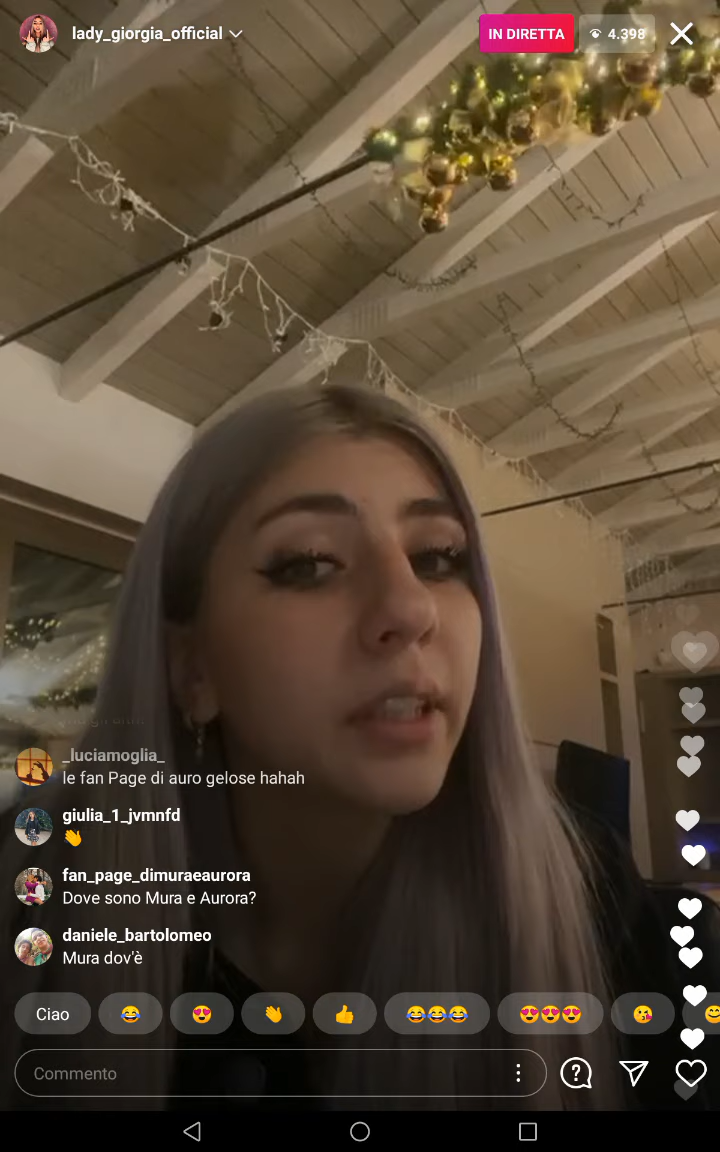 lady_giorgia_official
IN DIRETTA
4.398
_luciamoglia_
le fan Page di auro gelose hahah
giulia_1_jvmnfd
👋
fan_page_dimuraeaurora
Dove sono Mura e Aurora?
daniele_bartolomeo
Mura dov'è
Ciao 😂 😍 👋 👍 😂😂😂 😍😍😍 😘 😊
Commento